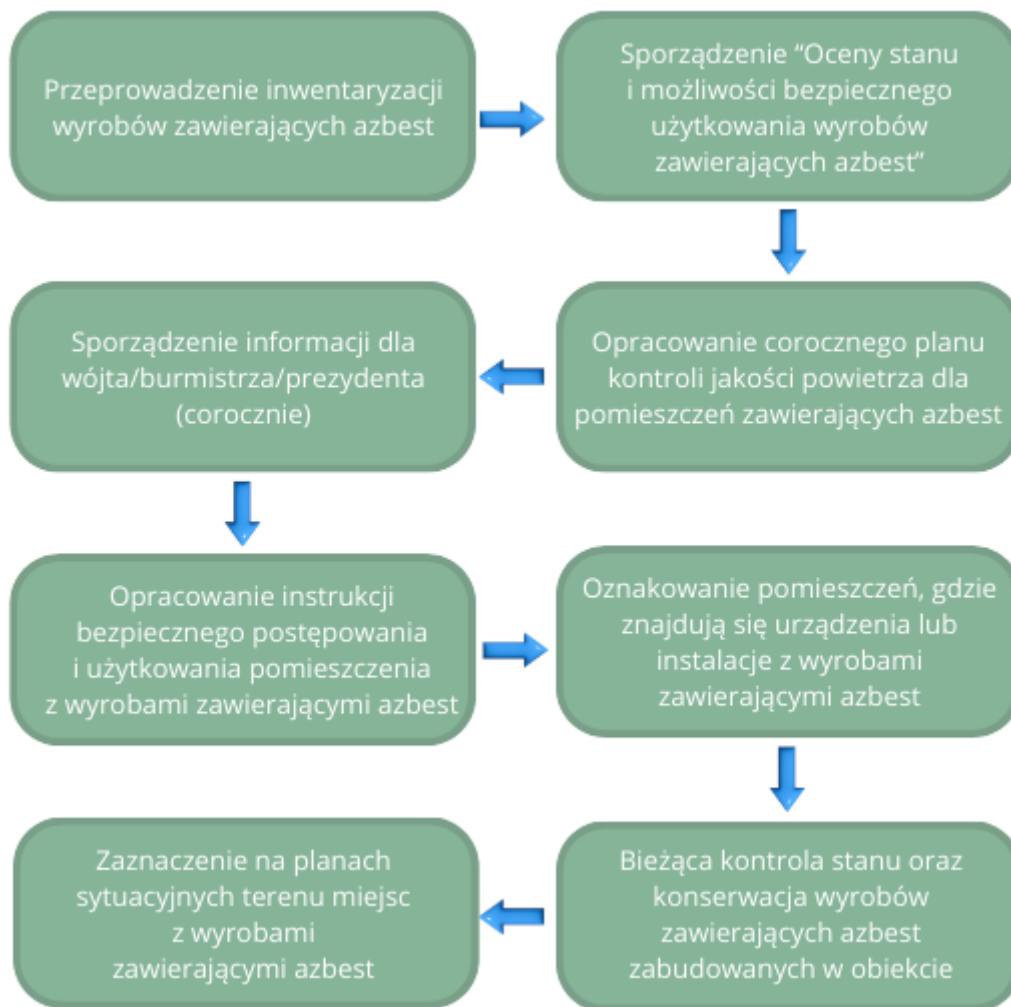 Przeprowadzenie inwentaryzacji
wyrobów zawierających azbest
Sporządzenie “Oceny stanu
i możliwości bezpiecznego
użytkowania wyrobów
zawierających azbest”
Opracowanie corocznego planu
kontroli jakości powietrza dla
pomieszczeń zawierających azbest
Sporządzenie informacji dla
wójta/burmistrza/prezydenta
(corocznie)
Opracowanie instrukcji
bezpiecznego postępowania
i użytkowania pomieszczenia
z wyrobami zawierającymi azbest
Oznakowanie pomieszczeń, gdzie
znajdują się urządzenia lub
instalacje z wyrobami
zawierającymi azbest
Bieżąca kontrola stanu oraz
konserwacja wyrobów
zawierających azbest
zabudowanych w obiekcie
Zaznaczenie na planach
sytuacyjnych terenu miejsc
z wyrobami
zawierającymi azbest